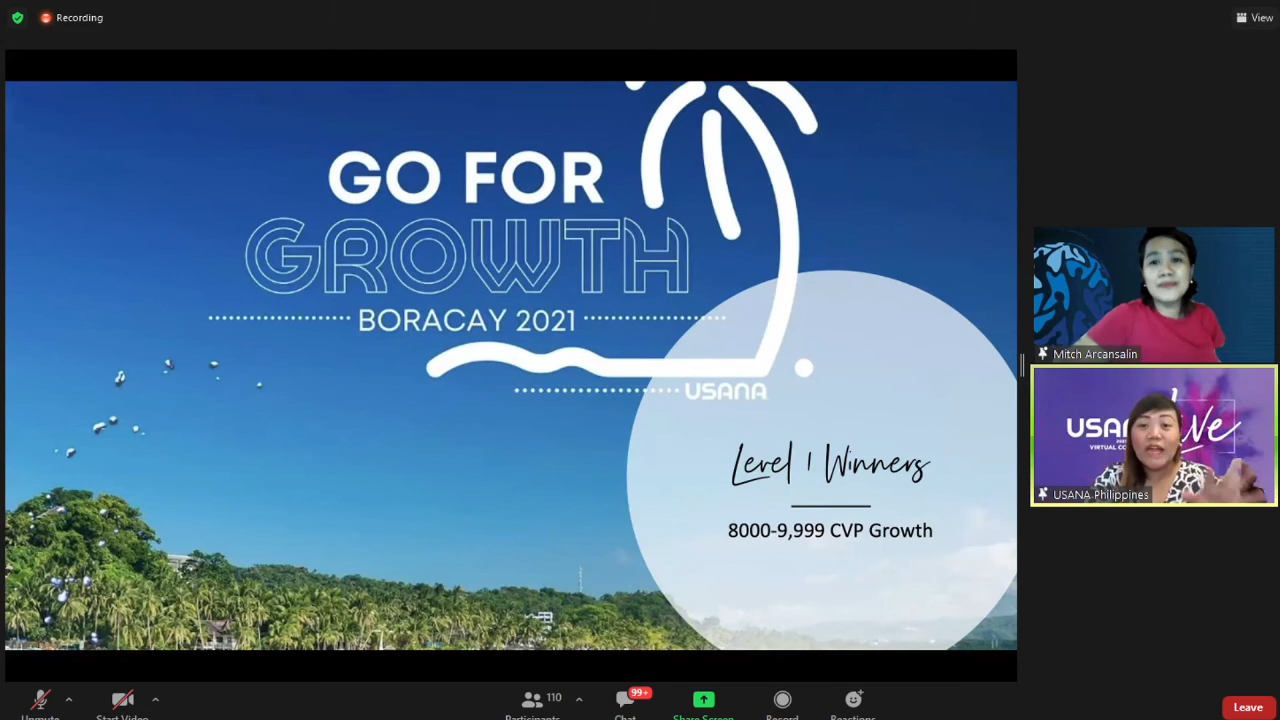 Recording
View
GO FOR
GROWTH
BORACAY 2021
USANA
Level 1 Winners
8000-9,999 CVP Growth
Mitch Arcansalin
USANA Philippines
110
99+
Leave